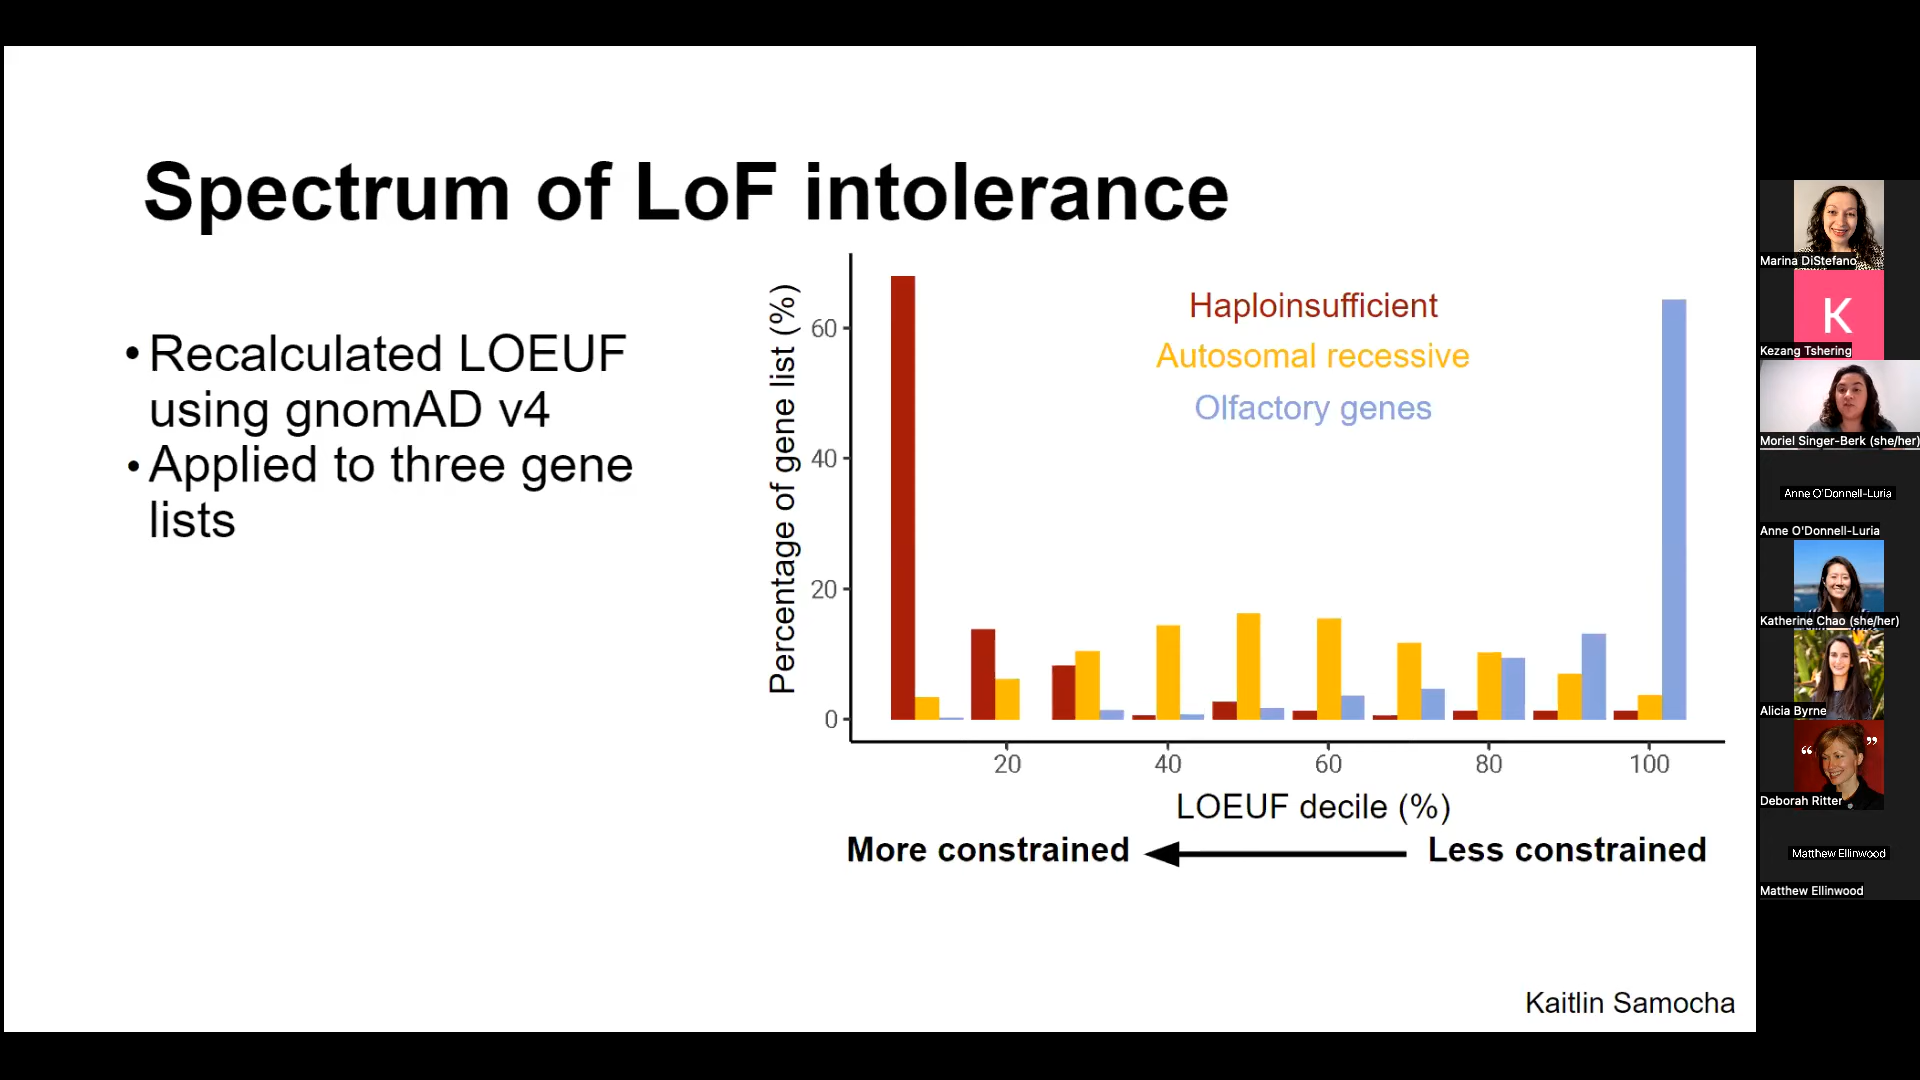 Spectrum of LoF intolerance
•Recalculated LOEUF
using gnomAD v4
•Applied to three gene
lists
Percentage of gene list (%)
60
40
20
0
Haploinsufficient
Autosomal recessive
Olfactory genes
20 40 60 80 100
LOEUF decile (%)
More constrained Less constrained
Kaitlin Samocha
Marina DiStefano
K
Kezang Tshering
Moriel Singer-Berk (she/her)
Anne O'Donnell-Luria
Anne O'Donnell-Luria
Katherine Chao (she/her)
Alicia Byrne
“ ”
Deborah Ritter
Matthew Ellinwood
Matthew Ellinwood